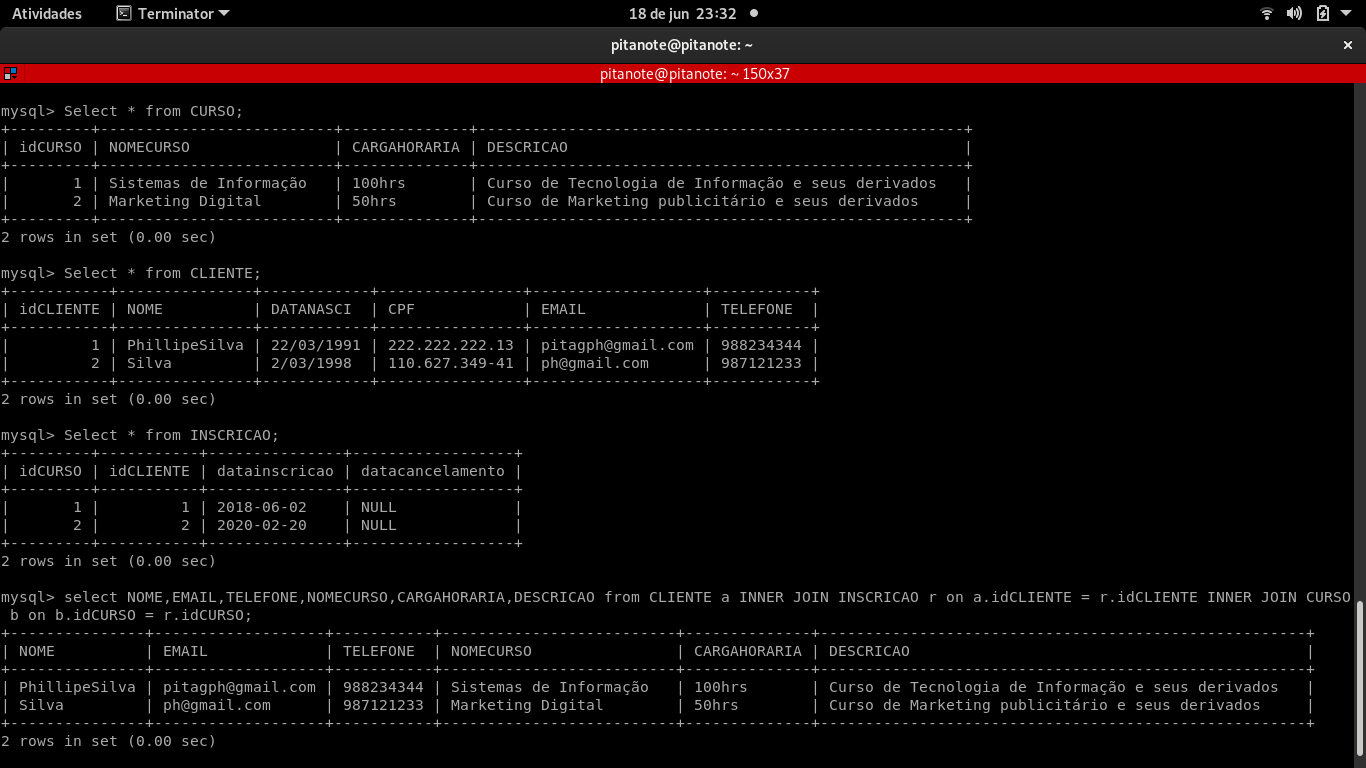 Atividades Terminator 18 de jun 23:32
pitanote@pitanote: ~ ×
pitanote@pitanote: ~ 150x37
mysql> Select * from CURSO;
+---------+--------------------------+--------------+------------------------------------------------------+
| idCURSO | NOMECURSO                | CARGAHORARIA | DESCRICAO                                            |
+---------+--------------------------+--------------+------------------------------------------------------+
|       1 | Sistemas de Informação   | 100hrs       | Curso de Tecnologia de Informação e seus derivados   |
|       2 | Marketing Digital        | 50hrs        | Curso de Marketing publicitário e seus derivados     |
+---------+--------------------------+--------------+------------------------------------------------------+
2 rows in set (0.00 sec)
mysql> Select * from CLIENTE;
+-----------+---------------+------------+----------------+-------------------+-----------+
| idCLIENTE | NOME          | DATANASCI  | CPF            | EMAIL             | TELEFONE  |
+-----------+---------------+------------+----------------+-------------------+-----------+
|         1 | PhillipeSilva | 22/03/1991 | 222.222.222.13 | pitagph@gmail.com | 988234344 |
|         2 | Silva         | 2/03/1998  | 110.627.349-41 | ph@gmail.com      | 987121233 |
+-----------+---------------+------------+----------------+-------------------+-----------+
2 rows in set (0.00 sec)
mysql> Select * from INSCRICAO;
+---------+-----------+---------------+------------------+
| idCURSO | idCLIENTE | datainscricao | datacancelamento |
+---------+-----------+---------------+------------------+
|       1 |         1 | 2018-06-02    | NULL             |
|       2 |         2 | 2020-02-20    | NULL             |
+---------+-----------+---------------+------------------+
2 rows in set (0.00 sec)
mysql> select NOME,EMAIL,TELEFONE,NOMECURSO,CARGAHORARIA,DESCRICAO from CLIENTE a INNER JOIN INSCRICAO r on a.idCLIENTE = r.idCLIENTE INNER JOIN CURSO
 b on b.idCURSO = r.idCURSO;
+---------------+-------------------+-----------+--------------------------+--------------+------------------------------------------------------+
| NOME          | EMAIL             | TELEFONE  | NOMECURSO                | CARGAHORARIA | DESCRICAO                                            |
+---------------+-------------------+-----------+--------------------------+--------------+------------------------------------------------------+
| PhillipeSilva | pitagph@gmail.com | 988234344 | Sistemas de Informação   | 100hrs       | Curso de Tecnologia de Informação e seus derivados   |
| Silva         | ph@gmail.com      | 987121233 | Marketing Digital        | 50hrs        | Curso de Marketing publicitário e seus derivados     |
+---------------+-------------------+-----------+--------------------------+--------------+------------------------------------------------------+
2 rows in set (0.00 sec)